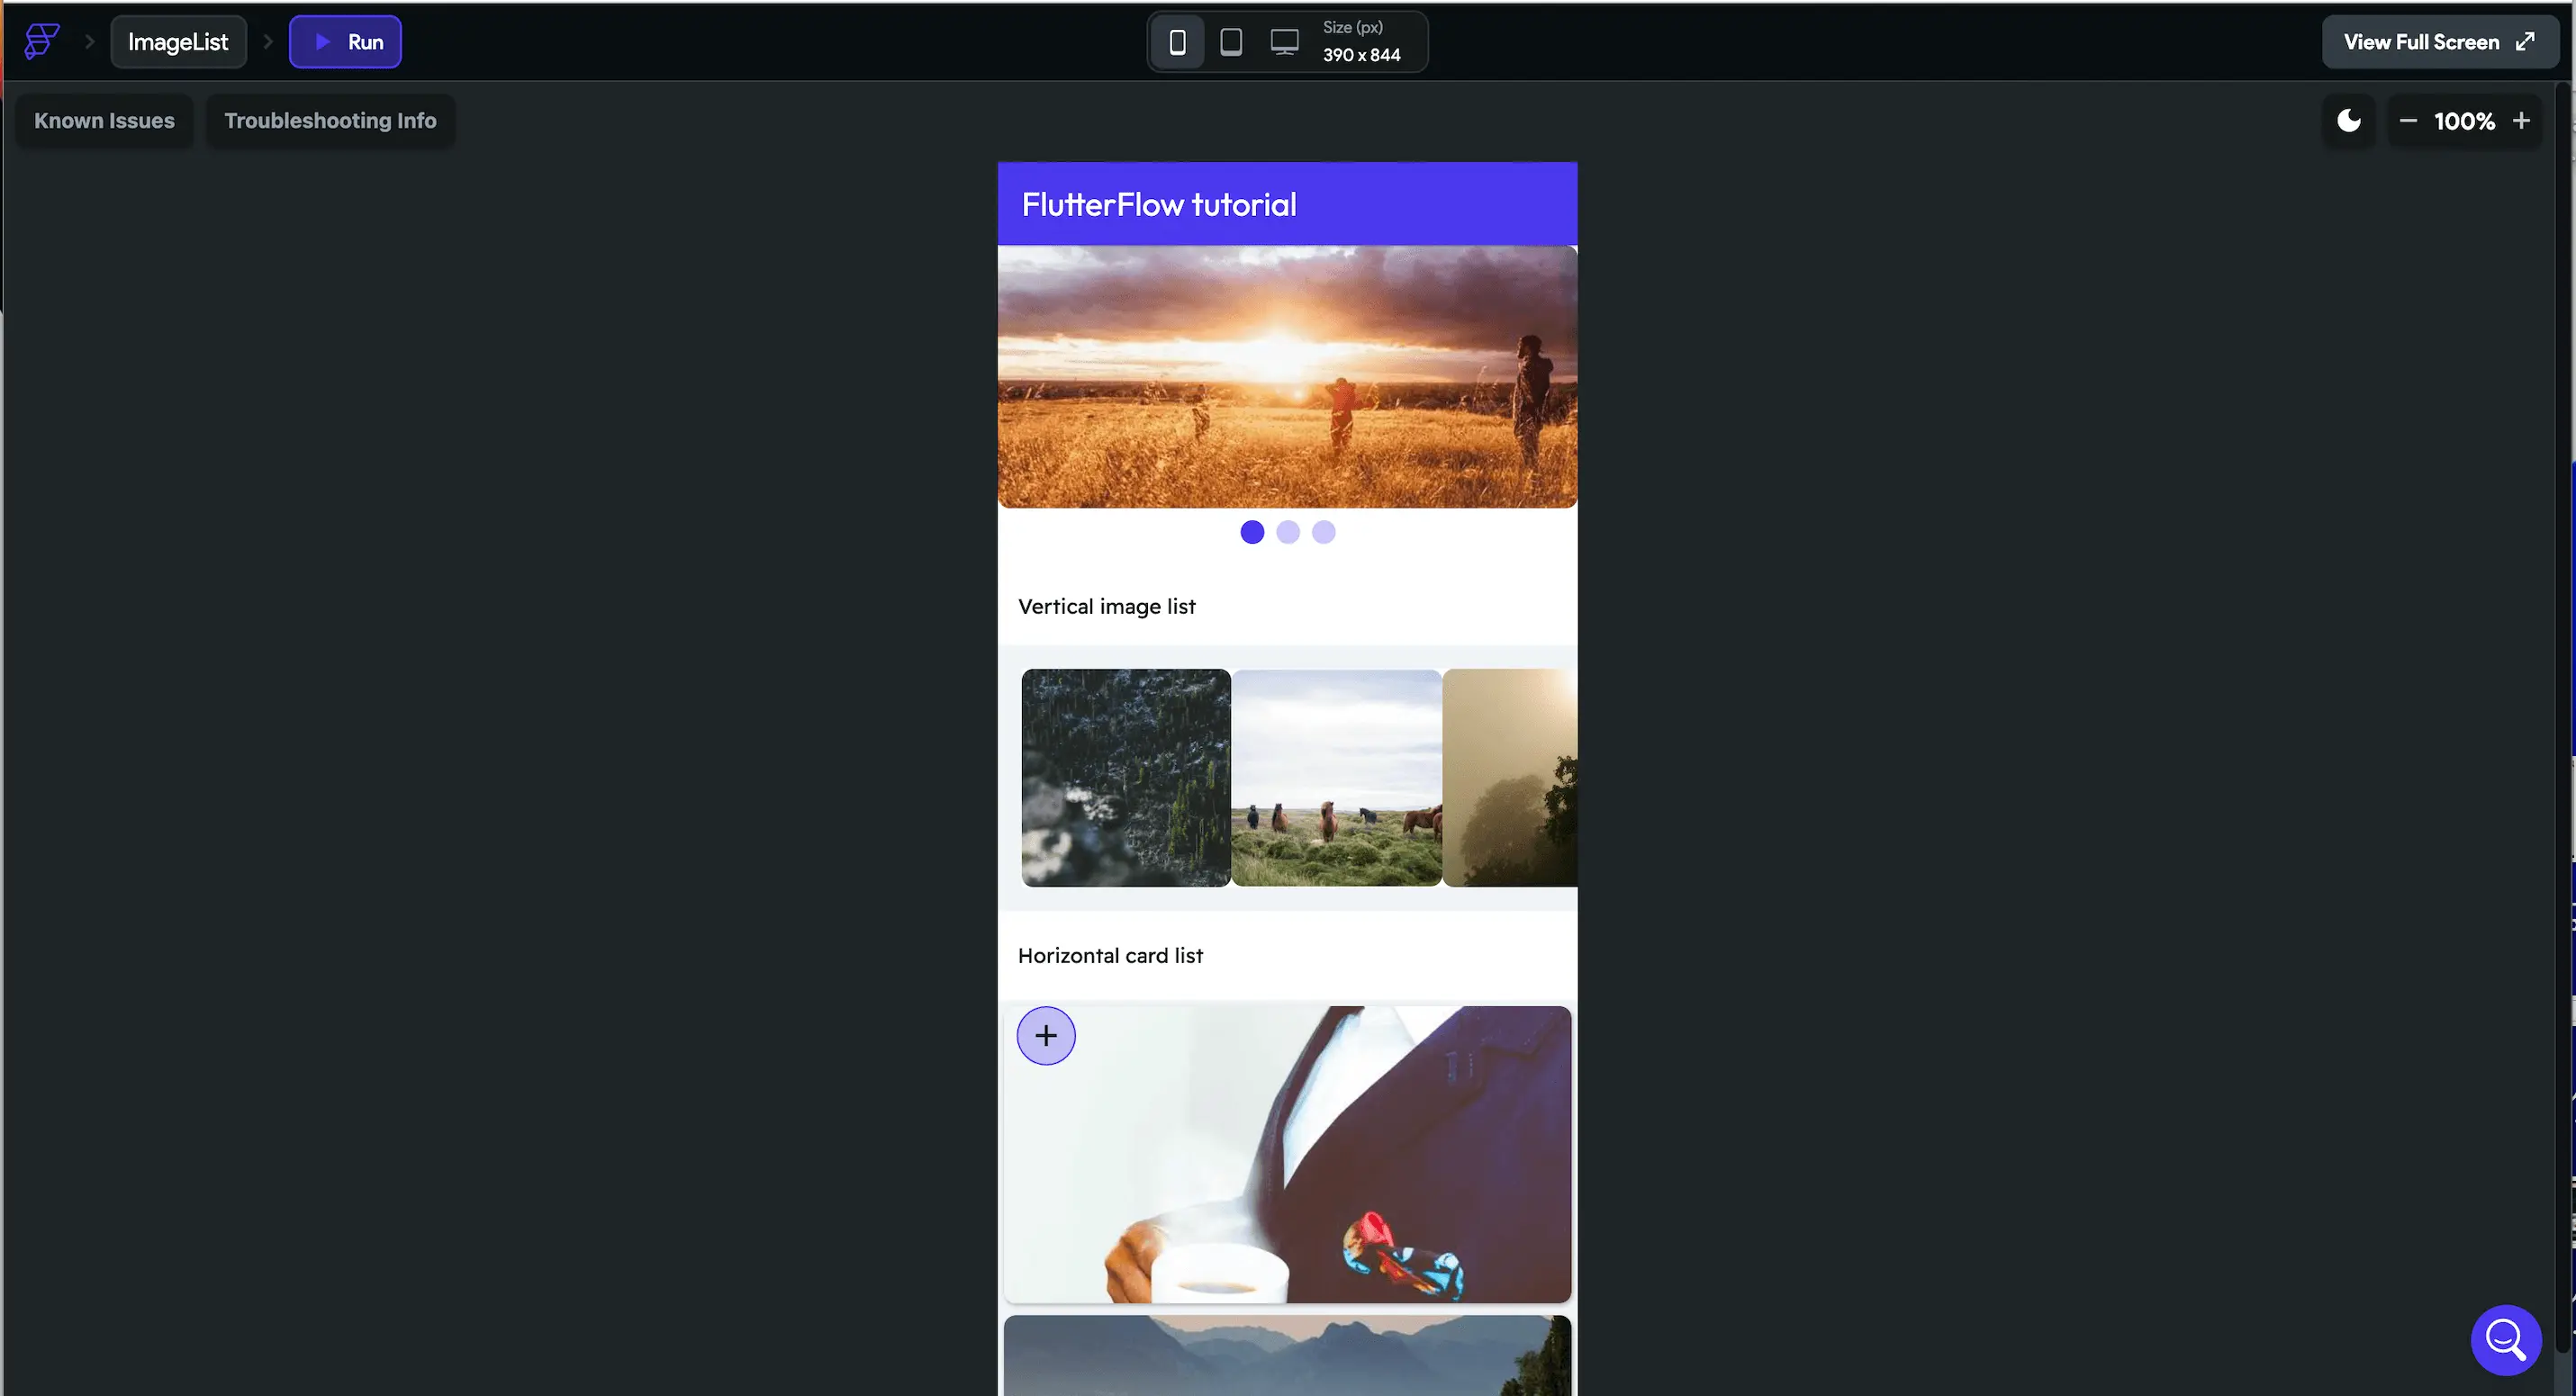 ImageList
Run
Size (px)
390 x 844
View Full Screen
Known Issues
Troubleshooting Info
100%
FlutterFlow tutorial
Vertical image list
Horizontal card list